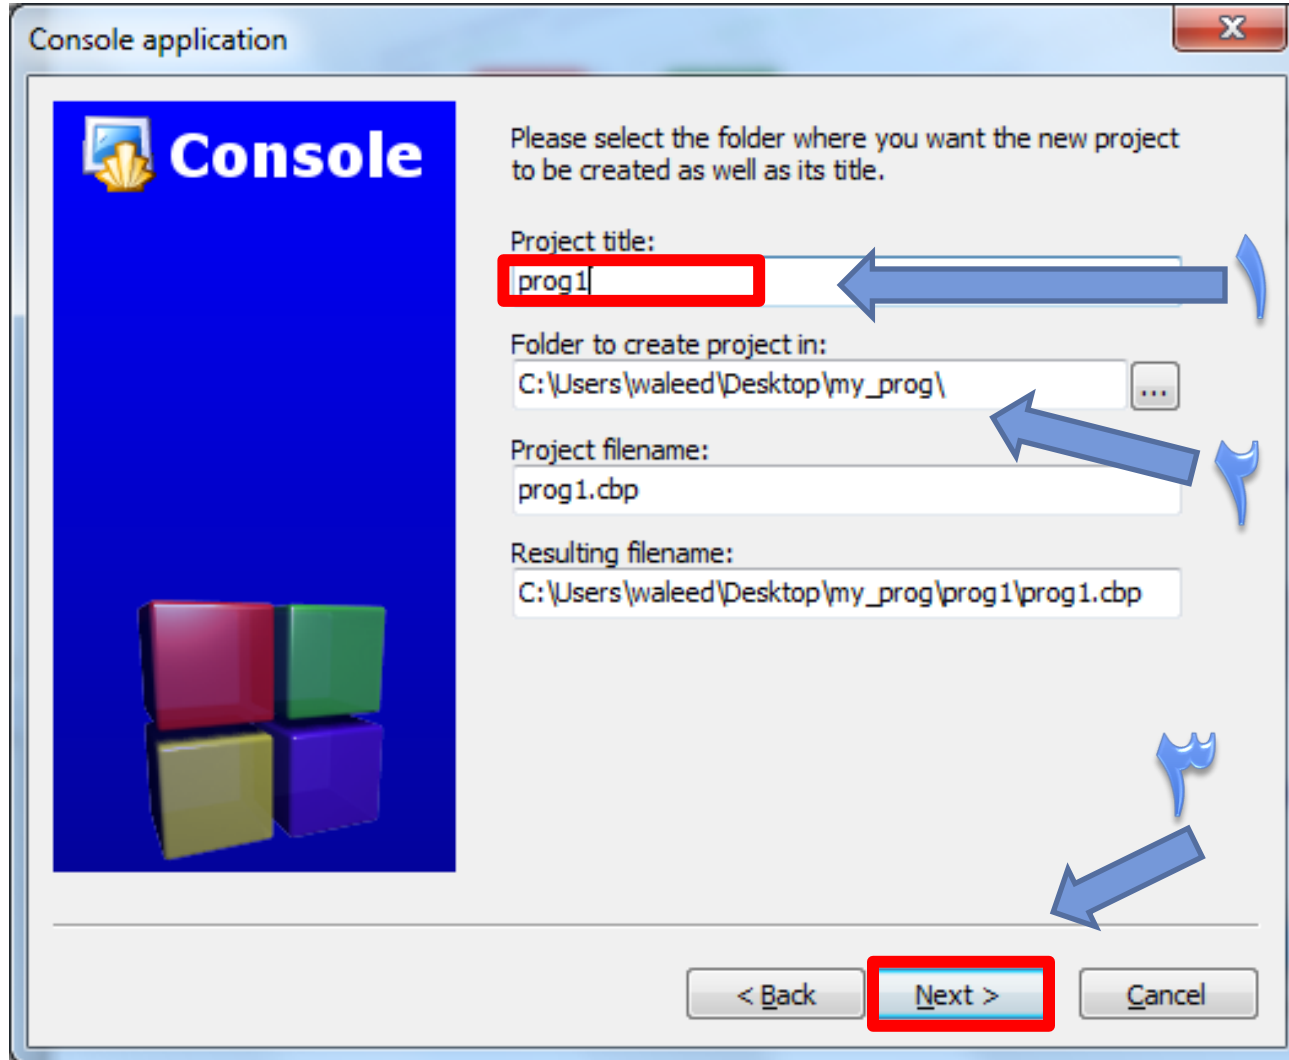 Console application
X
Console
Please select the folder where you want the new project
to be created as well as its title.
Project title:
prog1
١
Folder to create project in:
C:\Users\waleed\Desktop\my_prog\
...
٢
Project filename:
prog1.cbp
Resulting filename:
C:\Users\waleed\Desktop\my_prog\prog1\prog1.cbp
٣
< Back
Next >
Cancel